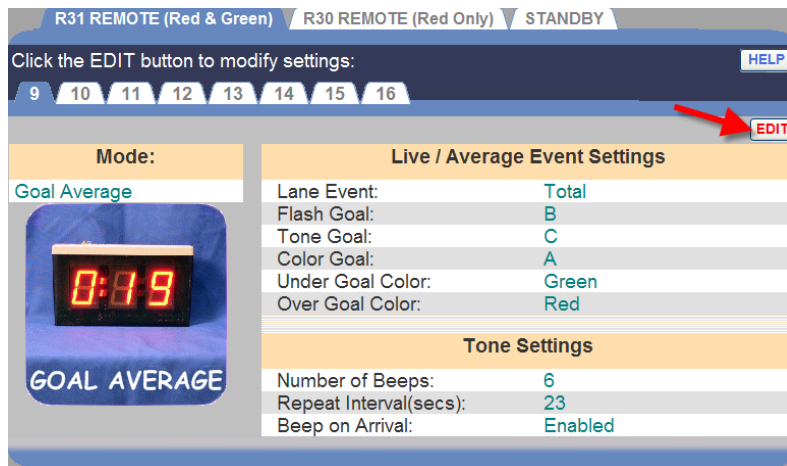 R31 REMOTE (Red & Green) R30 REMOTE (Red Only) STANDBY
Click the EDIT button to modify settings: HELP
9 10 11 12 13 14 15 16
EDIT
Mode: Live / Average Event Settings
Goal Average Lane Event: Total
Flash Goal: B
Tone Goal: C
Color Goal: A
Under Goal Color: Green
0:19
Over Goal Color: Red
Tone Settings
GOAL AVERAGE Number of Beeps: 6
Repeat Interval(secs): 23
Beep on Arrival: Enabled